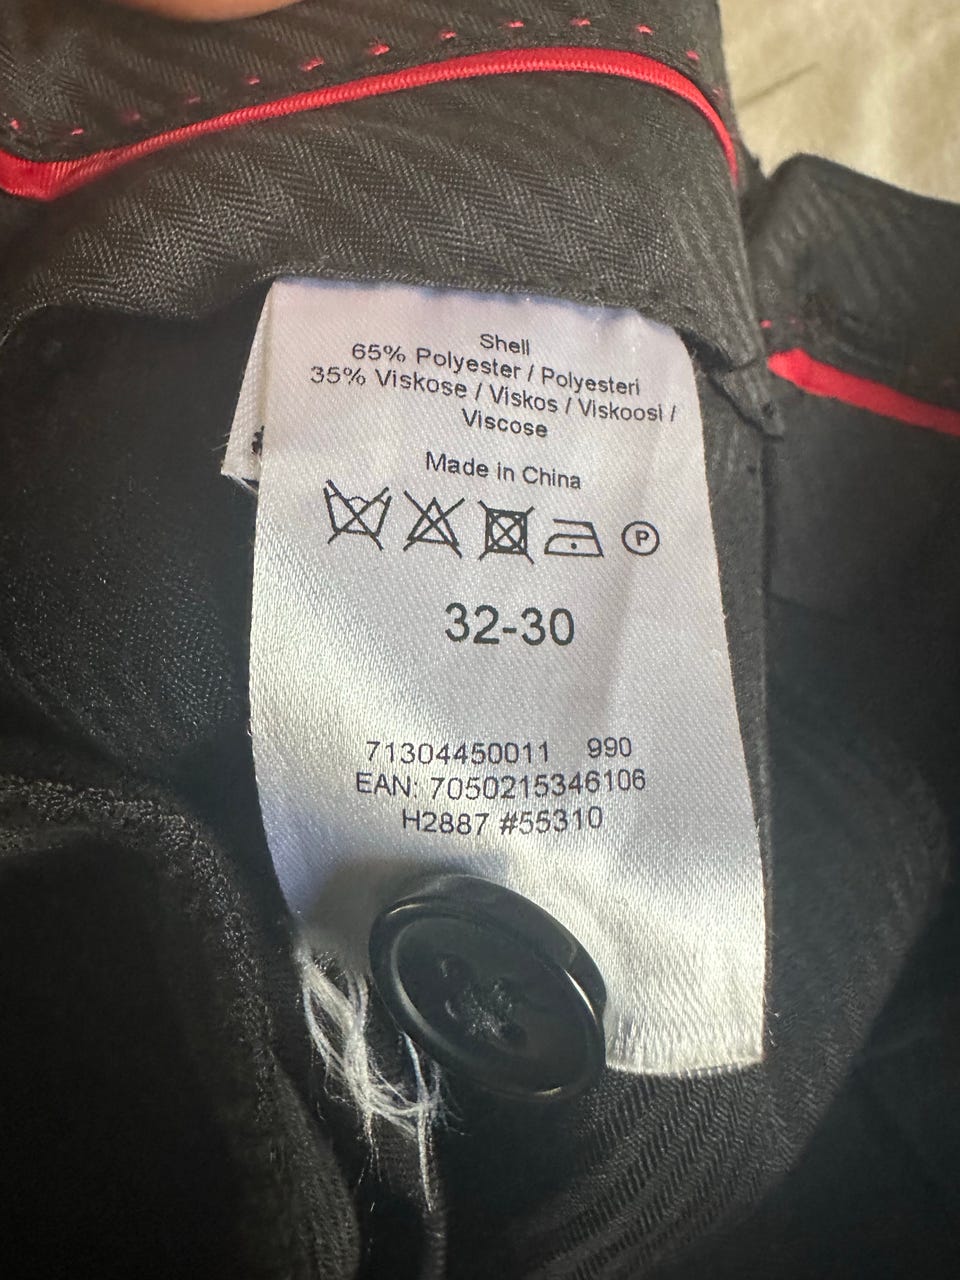 Shell
65% Polyester / Polyesteri
35% Viskose / Viskos / Viskoosi /
Viscose
Made in China
P
32-30
71304450011 990
EAN: 7050215346106
H2887 #55310